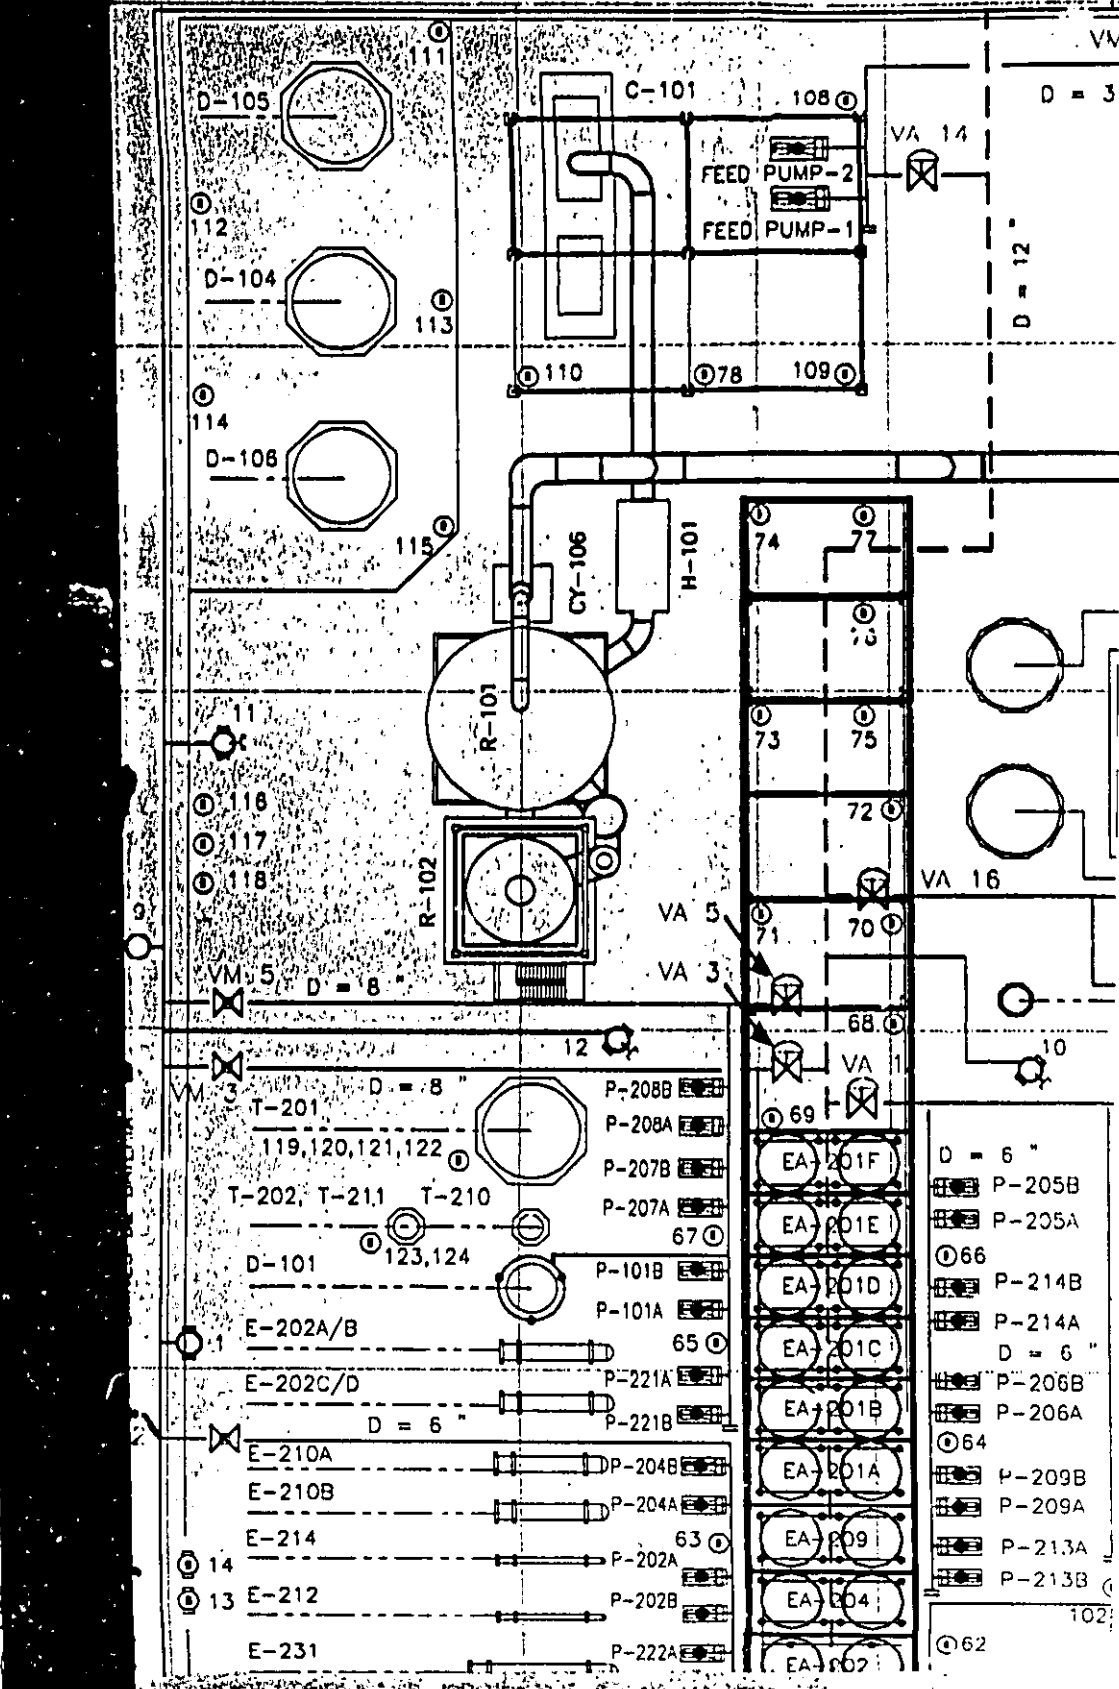 VM
111
C-101
D-105
108
D = 3
VA 14
FEED PUMP-2
112
FEED PUMP-1
D = 12 "
D-104
113
110
78
109
114
D-106
115
74
77
CY-106
H-101
R-101
11
73
75
116
72
117
118
R-102
VA 16
9
VA 5
71
70
VM 5
D = 8 "
VA 3
68
12
10
VM 3
D = 8 "
VA 1
P-208B
T-201
69
P-208A
119,120,121,122
P-207B
EA-201F
D = 6 "
P-205B
T-202, T-211
T-210
P-207A
EA-201E
P-205A
67
123,124
66
D-101
P-101B
EA-201D
P-214B
P-101A
P-214A
E-202A/B
1
65
EA-201C
D = 6 "
E-202C/D
P-221A
P-206B
D = 6 "
P-221B
EA-201B
P-206A
2
64
E-210A
P-204B
EA-201A
P-209B
E-210B
P-204A
P-209A
E-214
63
EA-209
P-213A
14
P-202A
P-213B
13
E-212
P-202B
EA-204
102
62
E-231
P-222A
EA-202